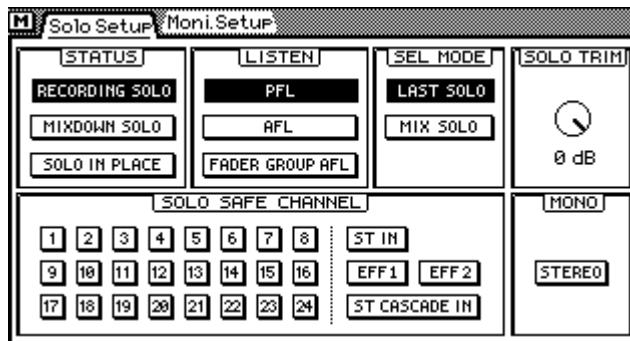 M Solo Setup Moni.Setup
STATUS LISTEN SEL MODE SOLO TRIM
RECORDING SOLO PFL LAST SOLO
MIXDOWN SOLO AFL MIX SOLO
SOLO IN PLACE FADER GROUP AFL 0 dB
SOLO SAFE CHANNEL MONO
1 2 3 4 5 6 7 8 ST IN
9 10 11 12 13 14 15 16 EFF1 EFF2 STEREO
17 18 19 20 21 22 23 24 ST CASCADE IN